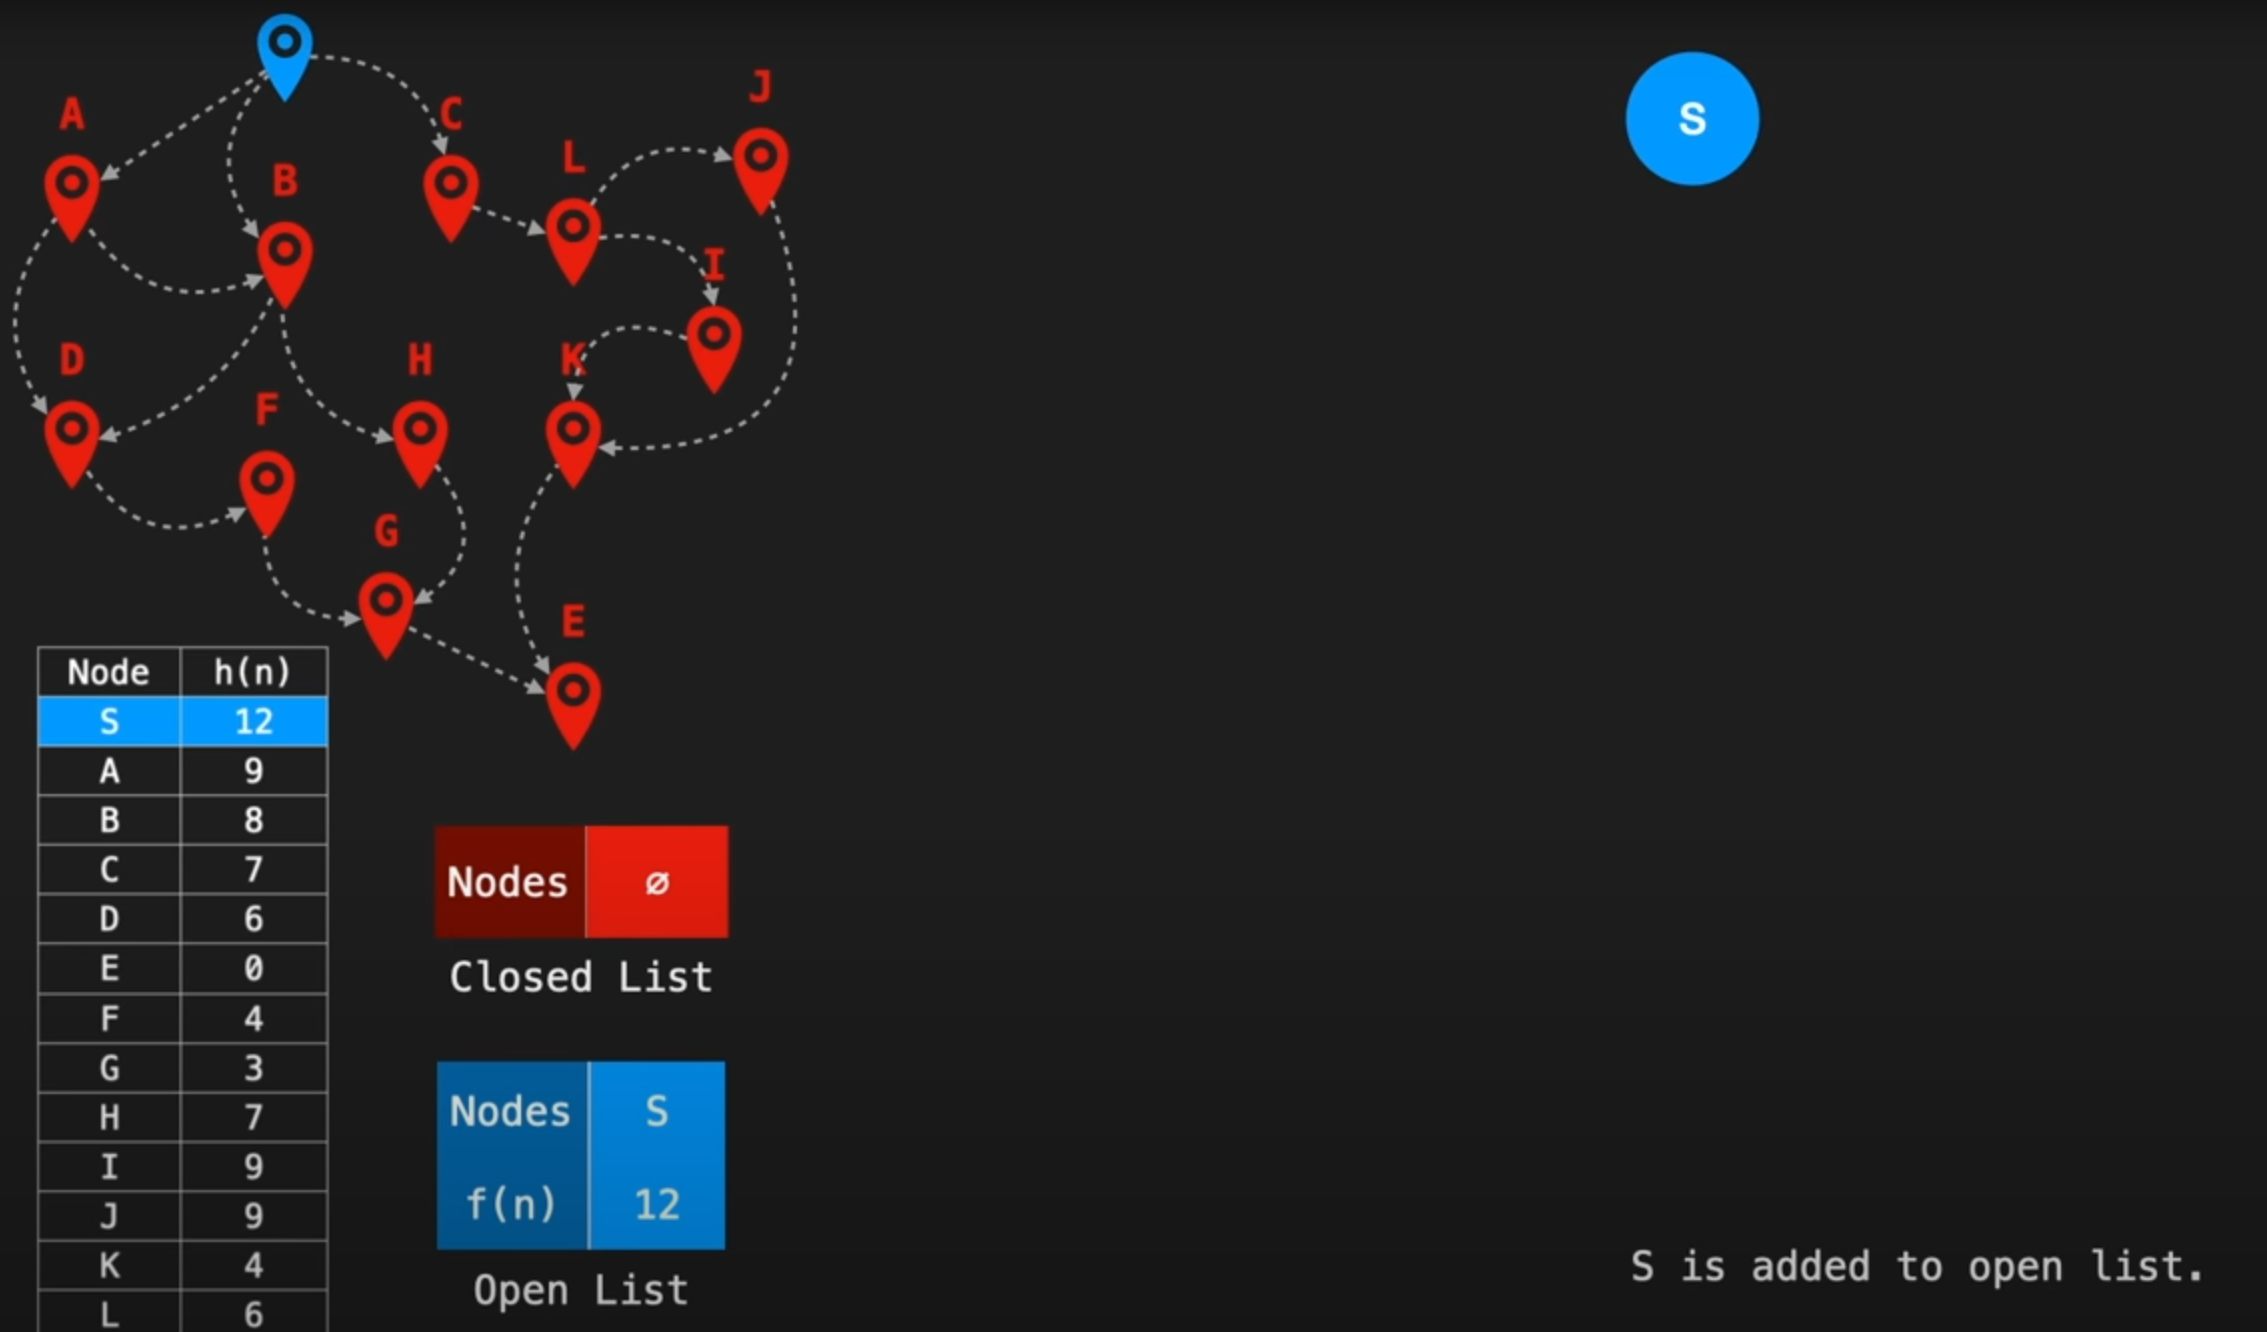 J
S
A
C
L
B
I
D
H
K
F
G
E
Node h(n)
S 12
A 9
B 8
C 7
D 6
E 0
F 4
G 3
H 7
I 9
J 9
K 4
L 6
Nodes ∅
Closed List
Nodes S
f(n) 12
Open List
S is added to open list.